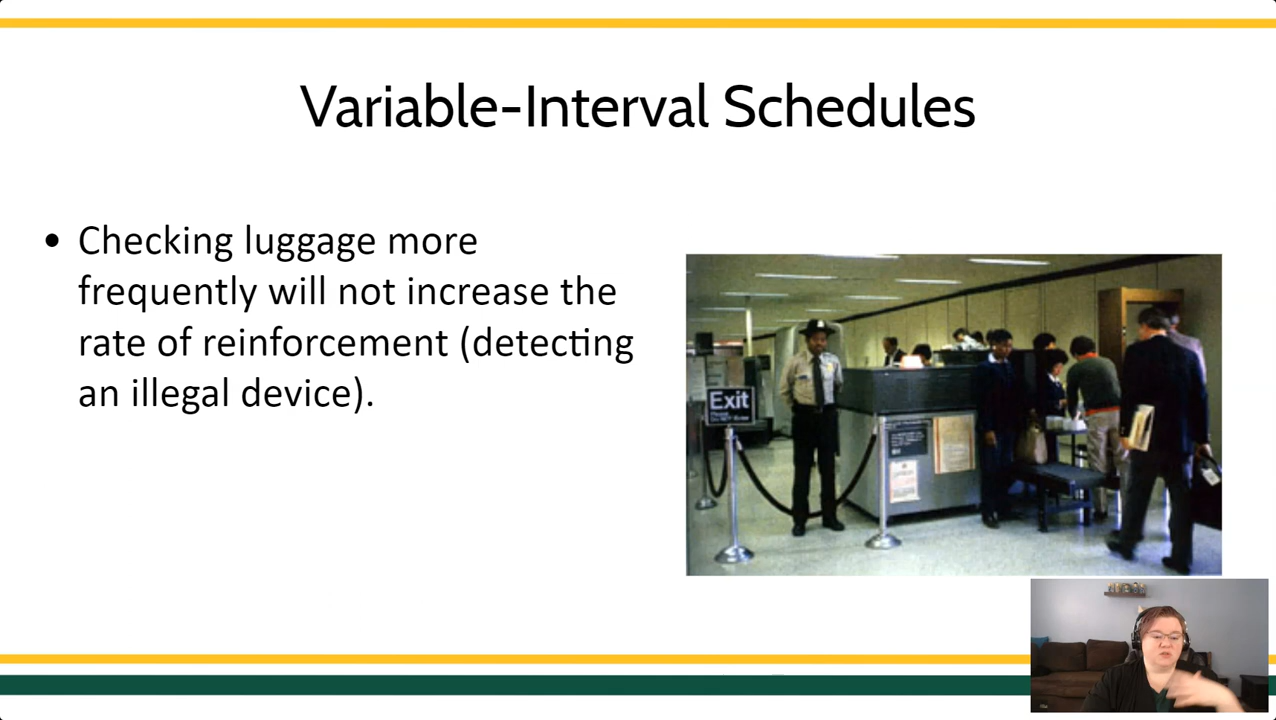 Variable-Interval Schedules
• Checking luggage more
frequently will not increase the
rate of reinforcement (detecting
an illegal device).
Exit